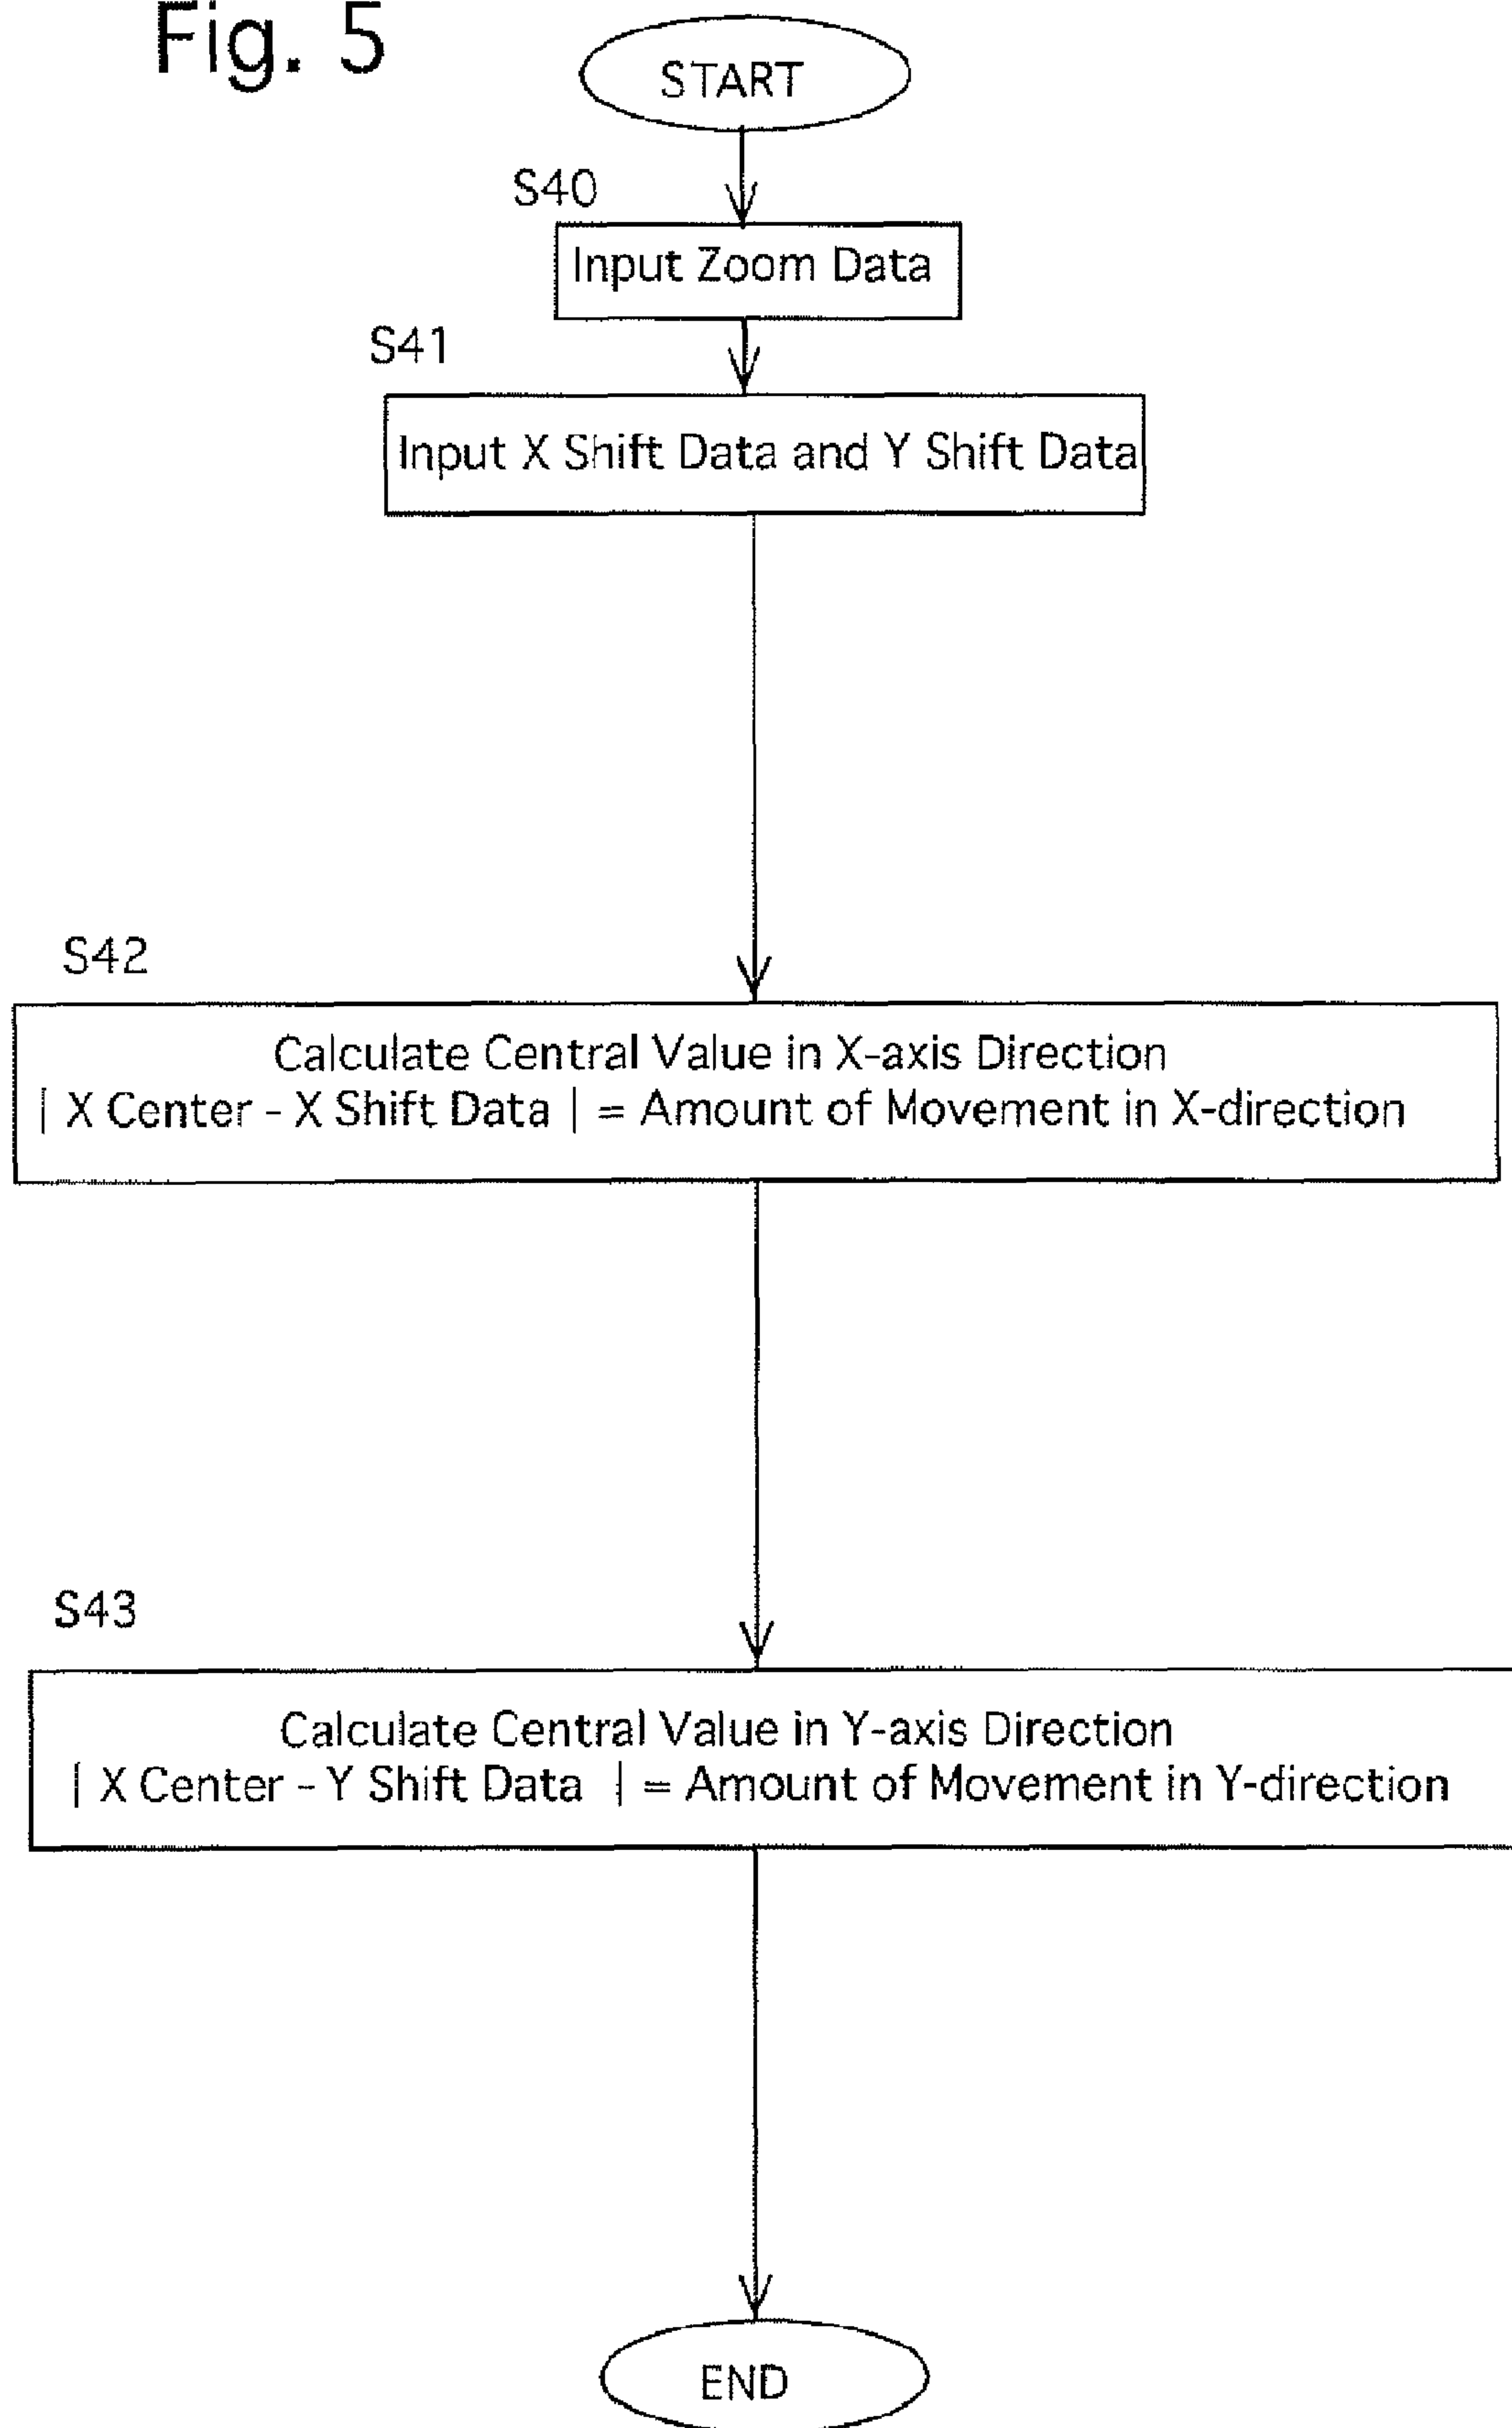 Fig. 5
START
S40
Input Zoom Data
S41
Input X Shift Data and Y Shift Data
S42
Calculate Central Value in X-axis Direction
| X Center - X Shift Data | = Amount of Movement in X-direction
S43
Calculate Central Value in Y-axis Direction
| X Center - Y Shift Data | = Amount of Movement in Y-direction
END